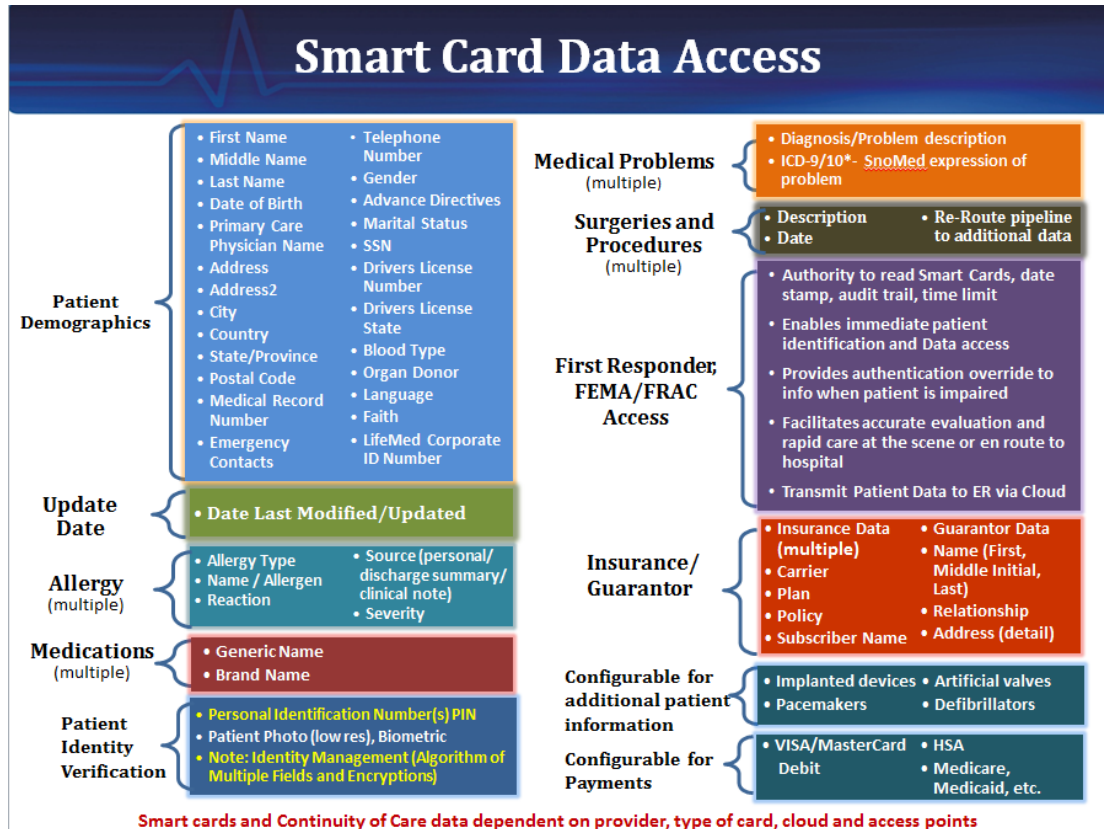 Smart Card Data Access
Patient
Demographics
• First Name
• Middle Name
• Last Name
• Date of Birth
• Primary Care
Physician Name
• Address
• Address2
• City
• Country
• State/Province
• Postal Code
• Medical Record
Number
• Emergency
Contacts
• Telephone
Number
• Gender
• Advance Directives
• Marital Status
• SSN
• Drivers License
Number
• Drivers License
State
• Blood Type
• Organ Donor
• Language
• Faith
• LifeMed Corporate
ID Number
Update
Date
• Date Last Modified/Updated
Allergy
(multiple)
• Allergy Type
• Name / Allergen
• Reaction
• Source (personal/
discharge summary/
clinical note)
• Severity
Medications
(multiple)
• Generic Name
• Brand Name
Patient
Identity
Verification
• Personal Identification Number(s) PIN
• Patient Photo (low res), Biometric
• Note: Identity Management (Algorithm of
Multiple Fields and Encryptions)
Medical Problems
(multiple)
• Diagnosis/Problem description
• ICD-9/10*- SnoMed expression of
problem
Surgeries and
Procedures
(multiple)
• Description
• Date
• Re-Route pipeline
to additional data
First Responder,
FEMA/FRAC
Access
• Authority to read Smart Cards, date
stamp, audit trail, time limit
• Enables immediate patient
identification and Data access
• Provides authentication override to
info when patient is impaired
• Facilitates accurate evaluation and
rapid care at the scene or en route to
hospital
• Transmit Patient Data to ER via Cloud
Insurance/
Guarantor
• Insurance Data
(multiple)
• Carrier
• Plan
• Policy
• Subscriber Name
• Guarantor Data
• Name (First,
Middle Initial,
Last)
• Relationship
• Address (detail)
Configurable for
additional patient
information
• Implanted devices
• Pacemakers
• Artificial valves
• Defibrillators
Configurable for
Payments
• VISA/MasterCard
Debit
• HSA
• Medicare,
Medicaid, etc.
Smart cards and Continuity of Care data dependent on provider, type of card, cloud and access points